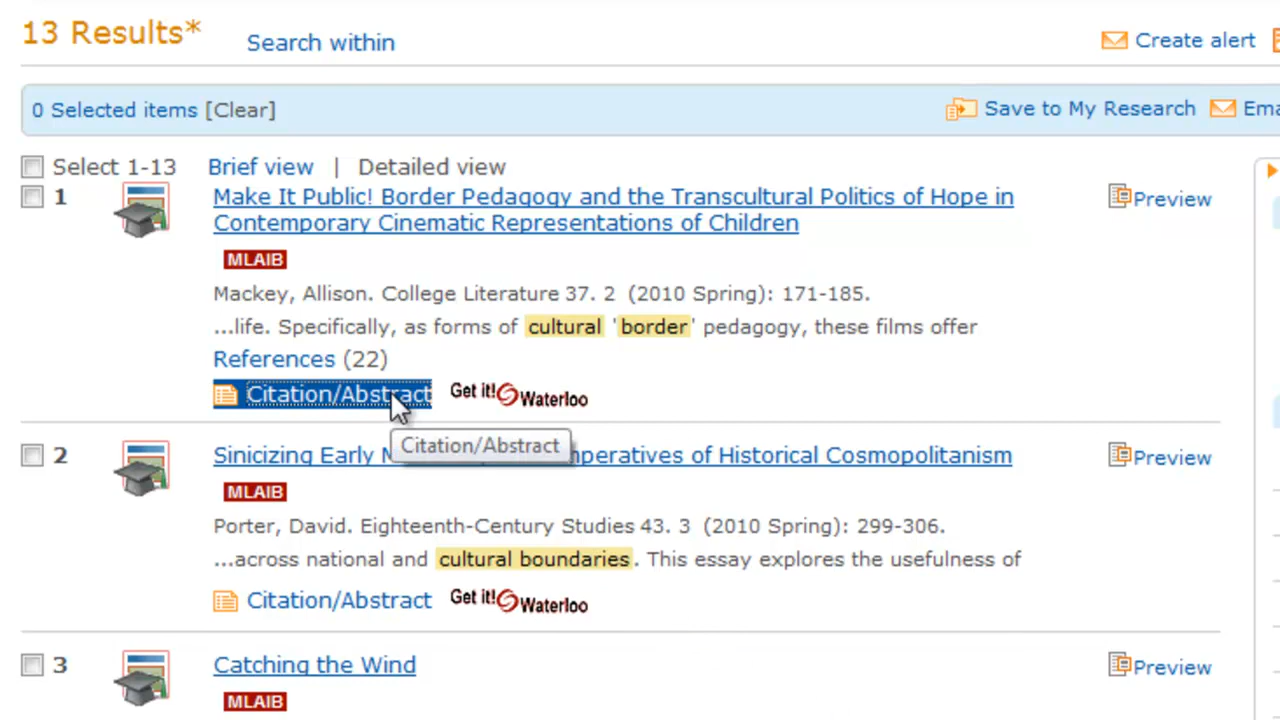 13 Results*
Search within
Create alert
0 Selected items [Clear]
Save to My Research
Select 1-13
Brief view | Detailed view
1
Make It Public! Border Pedagogy and the Transcultural Politics of Hope in
Contemporary Cinematic Representations of Children
Preview
MLAIB
Mackey, Allison. College Literature 37. 2 (2010 Spring): 171-185.
...life. Specifically, as forms of cultural 'border' pedagogy, these films offer
References (22)
Citation/Abstract
Get it! Waterloo
Citation/Abstract
2
Sinicizing Early of Historical Cosmopolitanism
Preview
MLAIB
Porter, David. Eighteenth-Century Studies 43. 3 (2010 Spring): 299-306.
...across national and cultural boundaries. This essay explores the usefulness of
Citation/Abstract
Get it! Waterloo
3
Catching the Wind
Preview
MLAIB